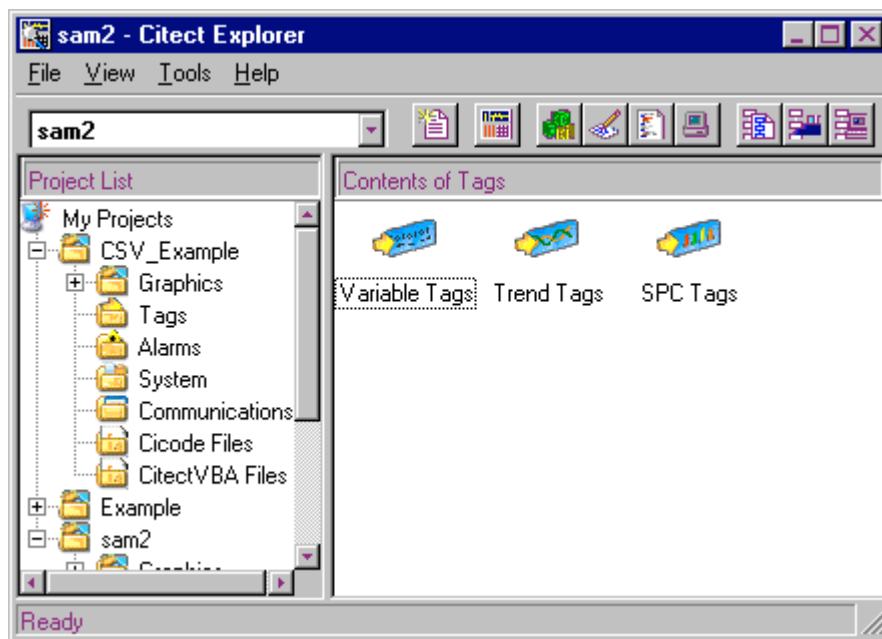 sam2 - Citect Explorer
File View Tools Help
sam2
Project List
Contents of Tags
My Projects
CSV_Example
Graphics
Tags
Alarms
System
Communications
Cicode Files
CitectVBA Files
Example
sam2
Graphics
Variable Tags
Trend Tags
SPC Tags
Ready